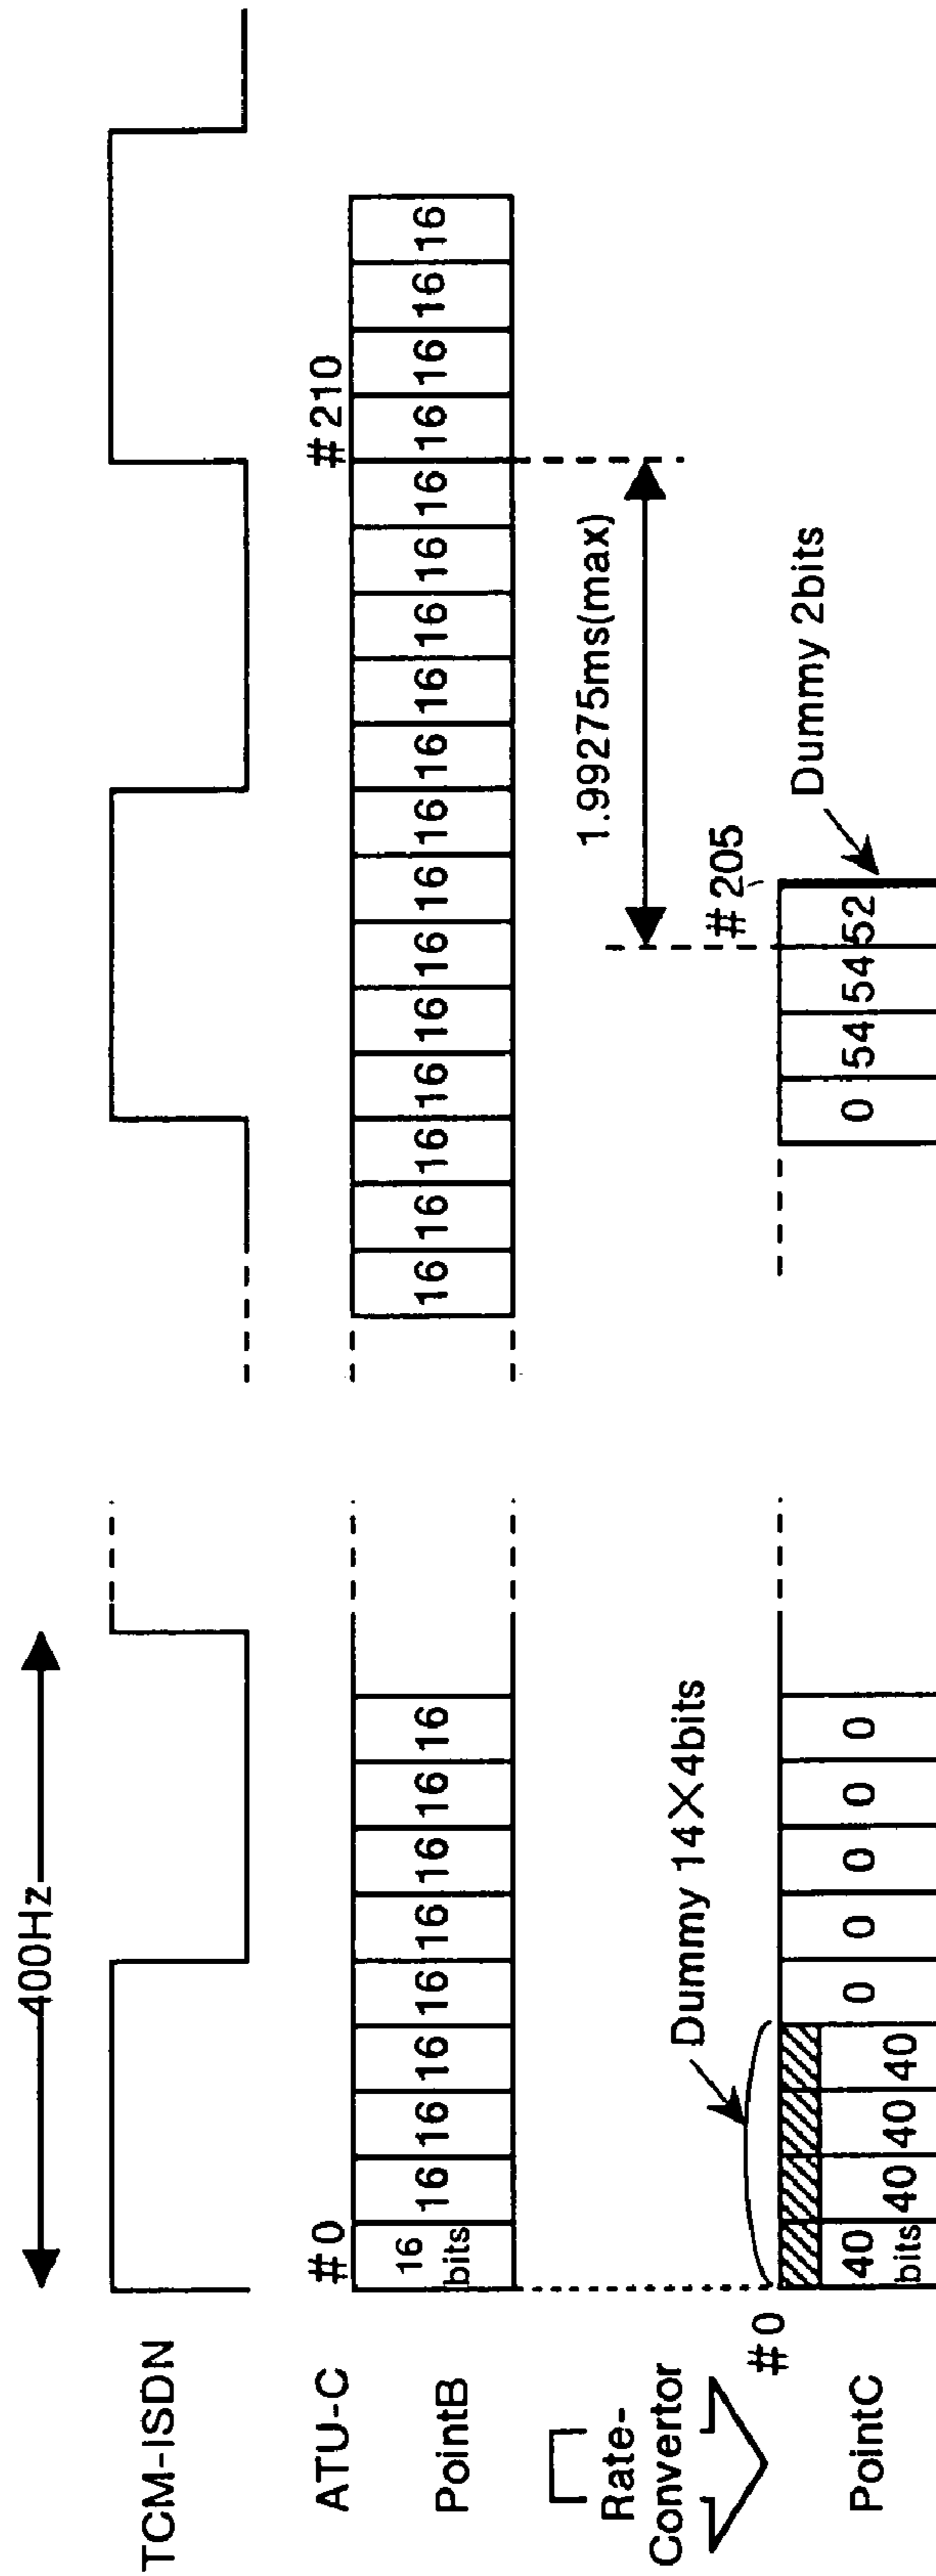 400Hz
TCM-ISDN
#0
#210
ATU-C
PointB
16 bits 16 16 16 16 16 16 16 16
16 16 16 16 16 16 16 16 16 16 16 16 16 16 16 16 16
1.99275ms(max)
Rate-
Convertor
Dummy 14×4bits
#205
Dummy 2bits
#0
PointC
40 bits 40 40 40 0 0 0 0 0
0 54 54 52